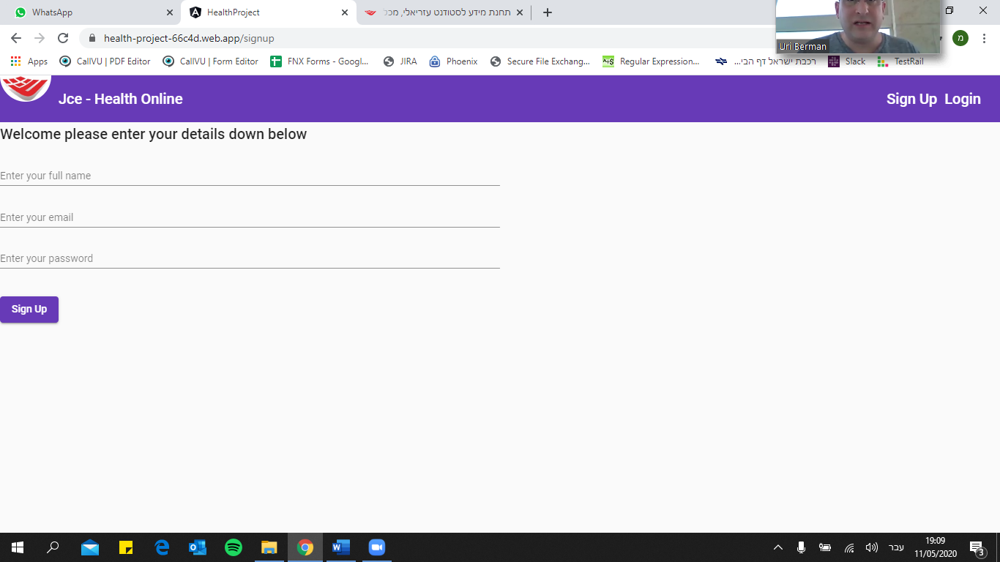 WhatsApp
HealthProject
תחנת מידע לסטודנט עזריאלי, מכל
health-project-66c4d.web.app/signup
מ
Uri Berman
Apps
CallVU | PDF Editor
CallVU | Form Editor
FNX Forms - Googl...
JIRA
Phoenix
Secure File Exchang...
Regular Expression...
רכבת ישראל דף הבי...
Slack
TestRail
Jce - Health Online
Sign Up Login
Welcome please enter your details down below
Enter your full name
Enter your email
Enter your password
Sign Up
עבר
19:09
11/05/2020
3